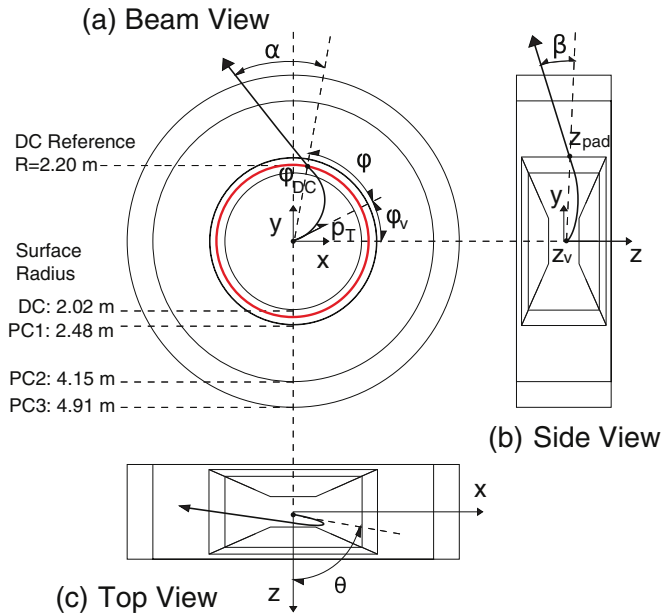 (a) Beam View
α
β
DC Reference
R=2.20 m
φ
φDC
φv
pT
y
x
zpad
y
zv
z
Surface
Radius
DC: 2.02 m
PC1: 2.48 m
PC2: 4.15 m
PC3: 4.91 m
(b) Side View
x
θ
z
(c) Top View